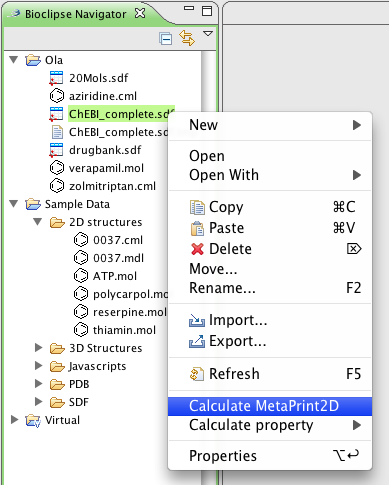 Bioclipse Navigator
Ola
20Mols.sdf
aziridine.cml
ChEBI_complete.sdf
ChEBI_complete.sd
drugbank.sdf
verapamil.mol
zolmitriptan.cml
Sample Data
2D structures
0037.cml
0037.mdl
ATP.mol
polycarpol.mo
reserpine.mol
thiamin.mol
3D Structures
Javascripts
PDB
SDF
Virtual
New
Open
Open With
Copy ⌘C
Paste ⌘V
Delete ⌦
Move...
Rename... F2
Import...
Export...
Refresh F5
Calculate MetaPrint2D
Calculate property
Properties ⌥↩